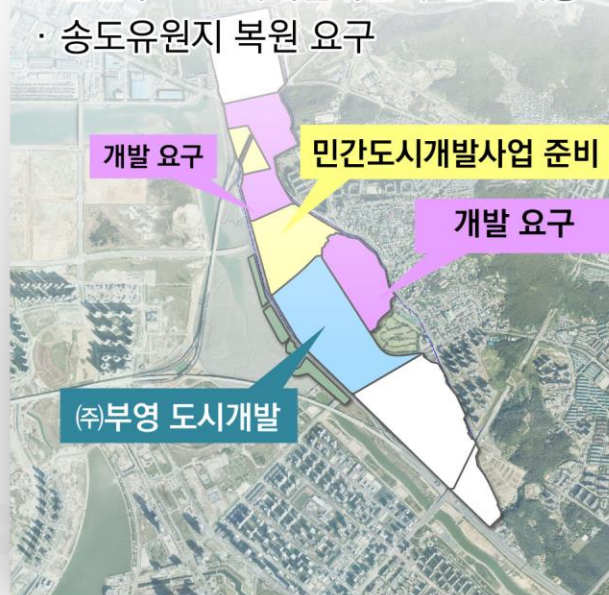 · 송도유원지 복원 요구
개발 요구
민간도시개발사업 준비
개발 요구
㈜부영 도시개발